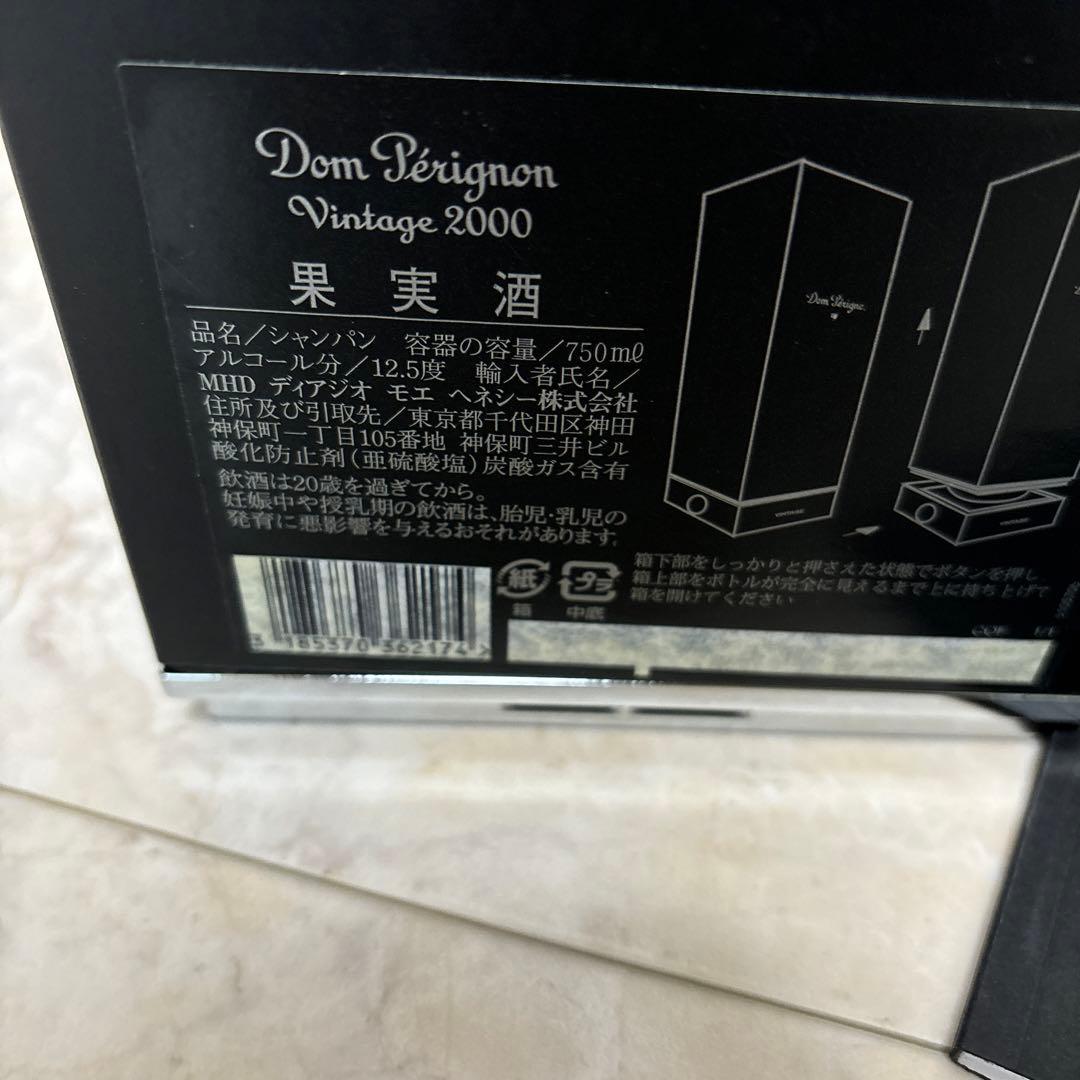 Dom Pérignon
Vintage 2000
果実酒
品名/シャンパン 容器の容量/750mℓ
アルコール分/12.5度 輸入者氏名/
MHD ディアジオ モエ ヘネシー株式会社
住所及び引取先/東京都千代田区神田
神保町一丁目105番地 神保町三井ビル
酸化防止剤(亜硫酸塩)炭酸ガス含有
飲酒は20歳を過ぎてから。
妊娠中や授乳期の飲酒は、胎児・乳児の
発育に悪影響を与えるおそれがあります。
3 185370 362174 >
紙
箱
プラ
中底
Dom Pérignon
VINTAGE
VINTAGE
箱下部をしっかりと押さえた状態でボタンを押し
箱上部をボトルが完全に見えるまで上に持ち上げて
箱を開けてください